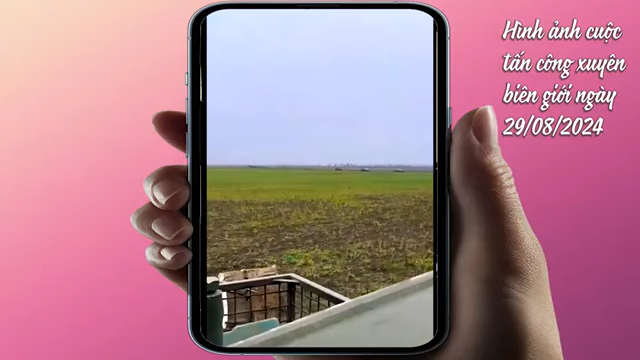 Hình ảnh cuộc
tấn công xuyên
biên giới ngày
29/08/2024